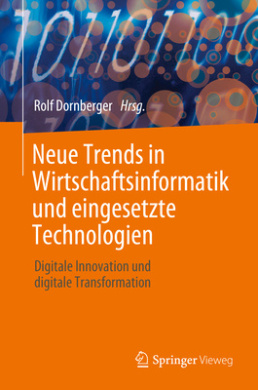 Rolf Dornberger Hrsg.
Neue Trends in
Wirtschaftsinformatik
und eingesetzte
Technologien
Digitale Innovation und
digitale Transformation
Springer Vieweg